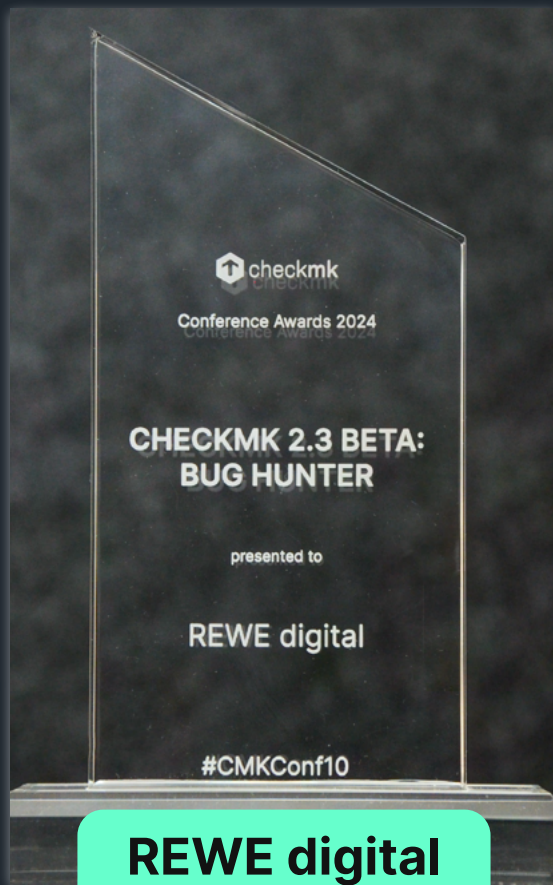 checkmk
Conference Awards 2024
CHECKMK 2.3 BETA:
BUG HUNTER
presented to
REWE digital
#CMKConf10
REWE digital